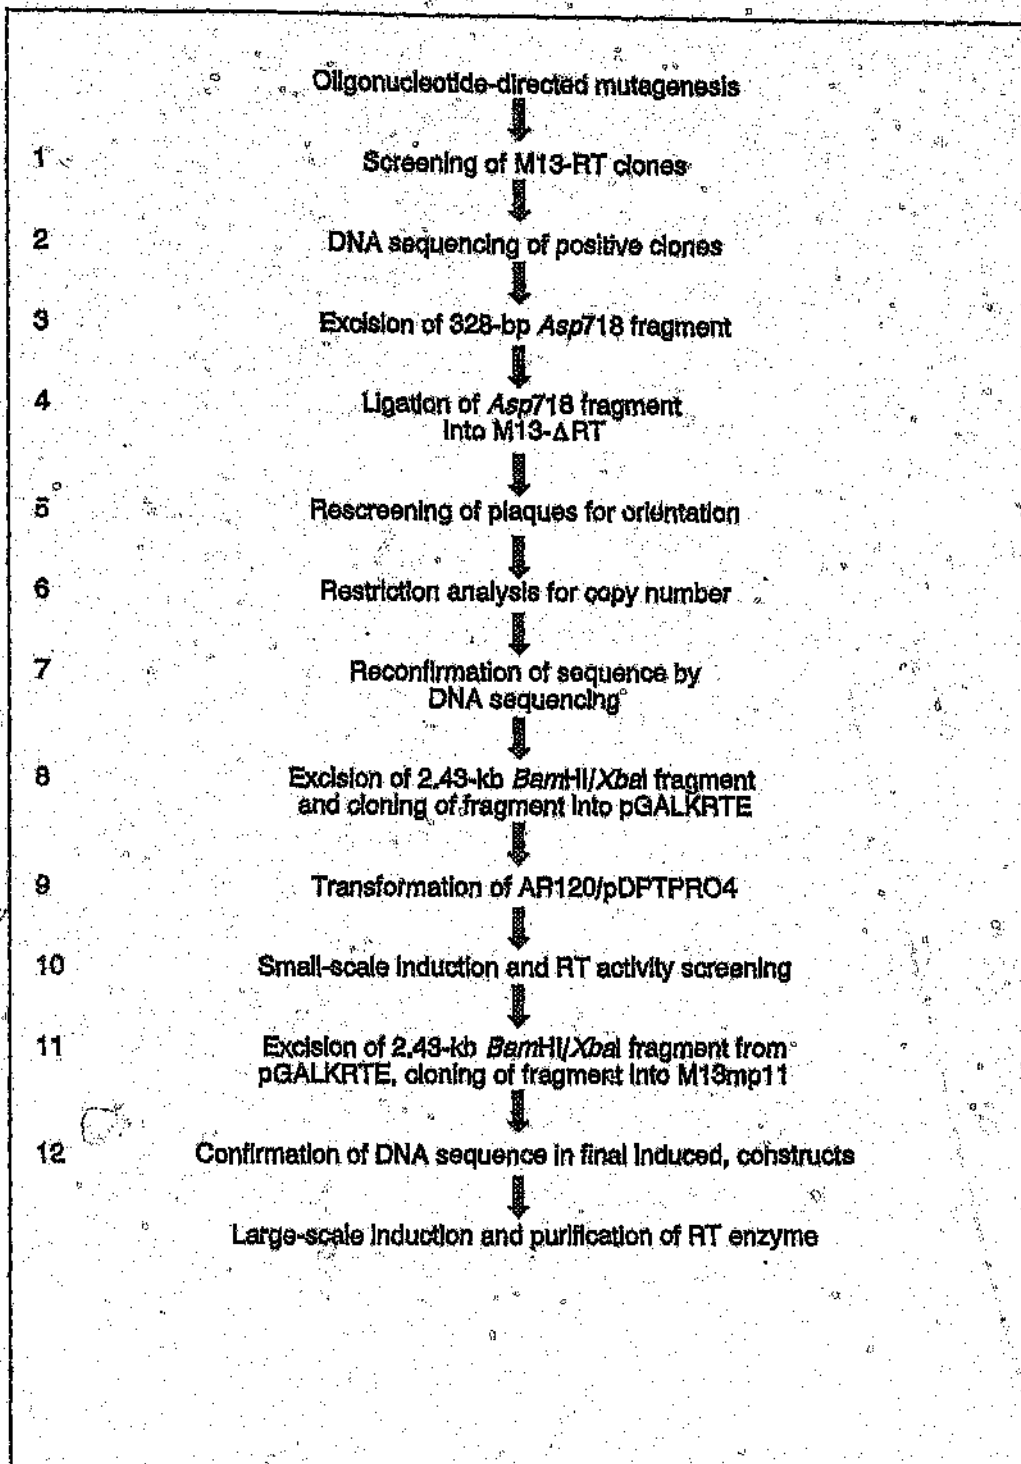 Oligonucleotide-directed mutagenesis
1 Screening of M13-RT clones
2 DNA sequencing of positive clones
3 Excision of 328-bp Asp718 fragment
4 Ligation of Asp718 fragment
into M13-ΔRT
5 Rescreening of plaques for orientation
6 Restriction analysis for copy number
7 Reconfirmation of sequence by
DNA sequencing
8 Excision of 2.43-kb BamHI/XbaI fragment
and cloning of fragment into pGALKRTE
9 Transformation of AR120/pDPTPRO4
10 Small-scale induction and RT activity screening
11 Excision of 2.43-kb BamHI/XbaI fragment from
pGALKRTE, cloning of fragment into M13mp11
12 Confirmation of DNA sequence in final induced, constructs
Large-scale induction and purification of RT enzyme